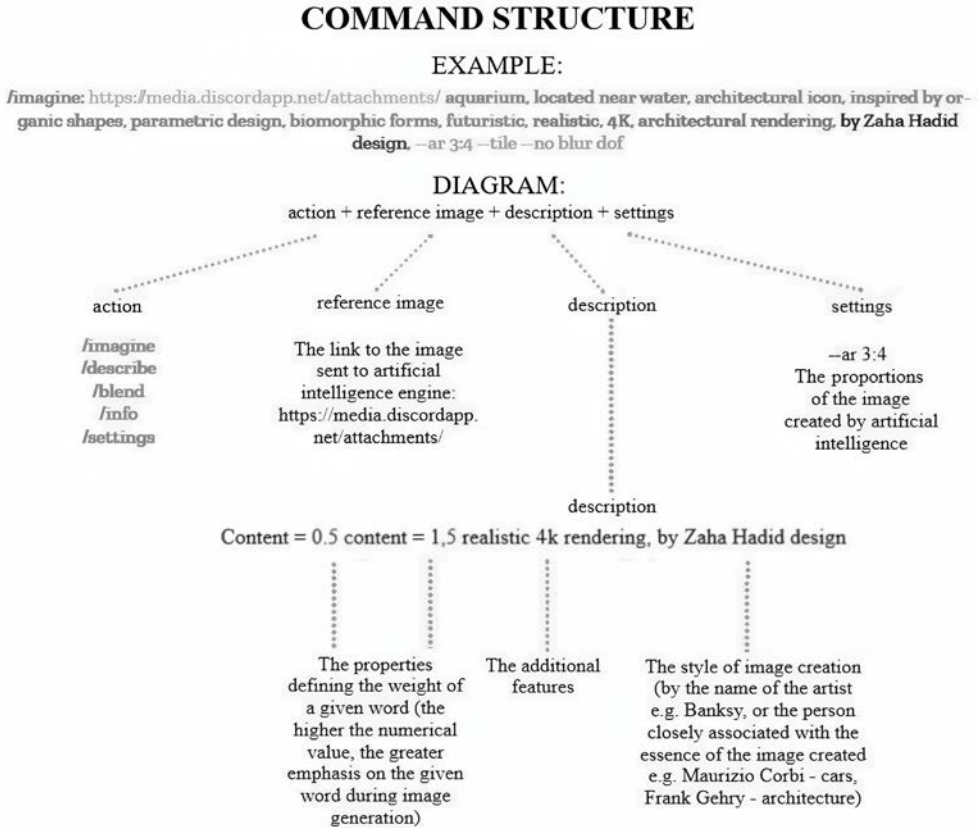 COMMAND STRUCTURE
EXAMPLE:
/imagine: https://media.discordapp.net/attachments/ aquarium, located near water, architectural icon, inspired by or-
ganic shapes, parametric design, biomorphic forms, futuristic, realistic, 4K, architectural rendering, by Zaha Hadid
design, --ar 3:4 --tile --no blur dof
DIAGRAM:
action + reference image + description + settings
action
/imagine
/describe
/blend
/info
/settings
reference image
The link to the image
sent to artificial
intelligence engine:
https://media.discordapp.
net/attachments/
description
settings
--ar 3:4
The proportions
of the image
created by artificial
intelligence
description
Content = 0.5 content = 1,5 realistic 4k rendering, by Zaha Hadid design
The properties
defining the weight of
a given word (the
higher the numerical
value, the greater
emphasis on the given
word during image
generation)
The additional
features
The style of image creation
(by the name of the artist
e.g. Banksy, or the person
closely associated with the
essence of the image created
e.g. Maurizio Corbi - cars,
Frank Gehry - architecture)